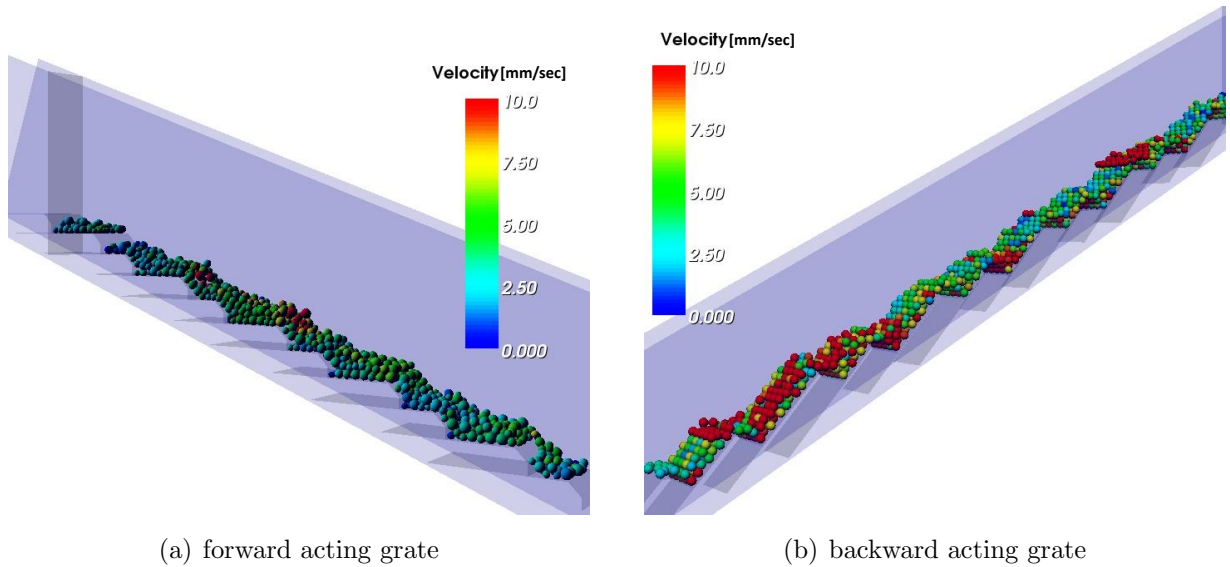 Velocity[mm/sec]
10.0
7.50
5.00
2.50
0.000
(a) forward acting grate
Velocity[mm/sec]
10.0
7.50
5.00
2.50
0.000
(b) backward acting grate